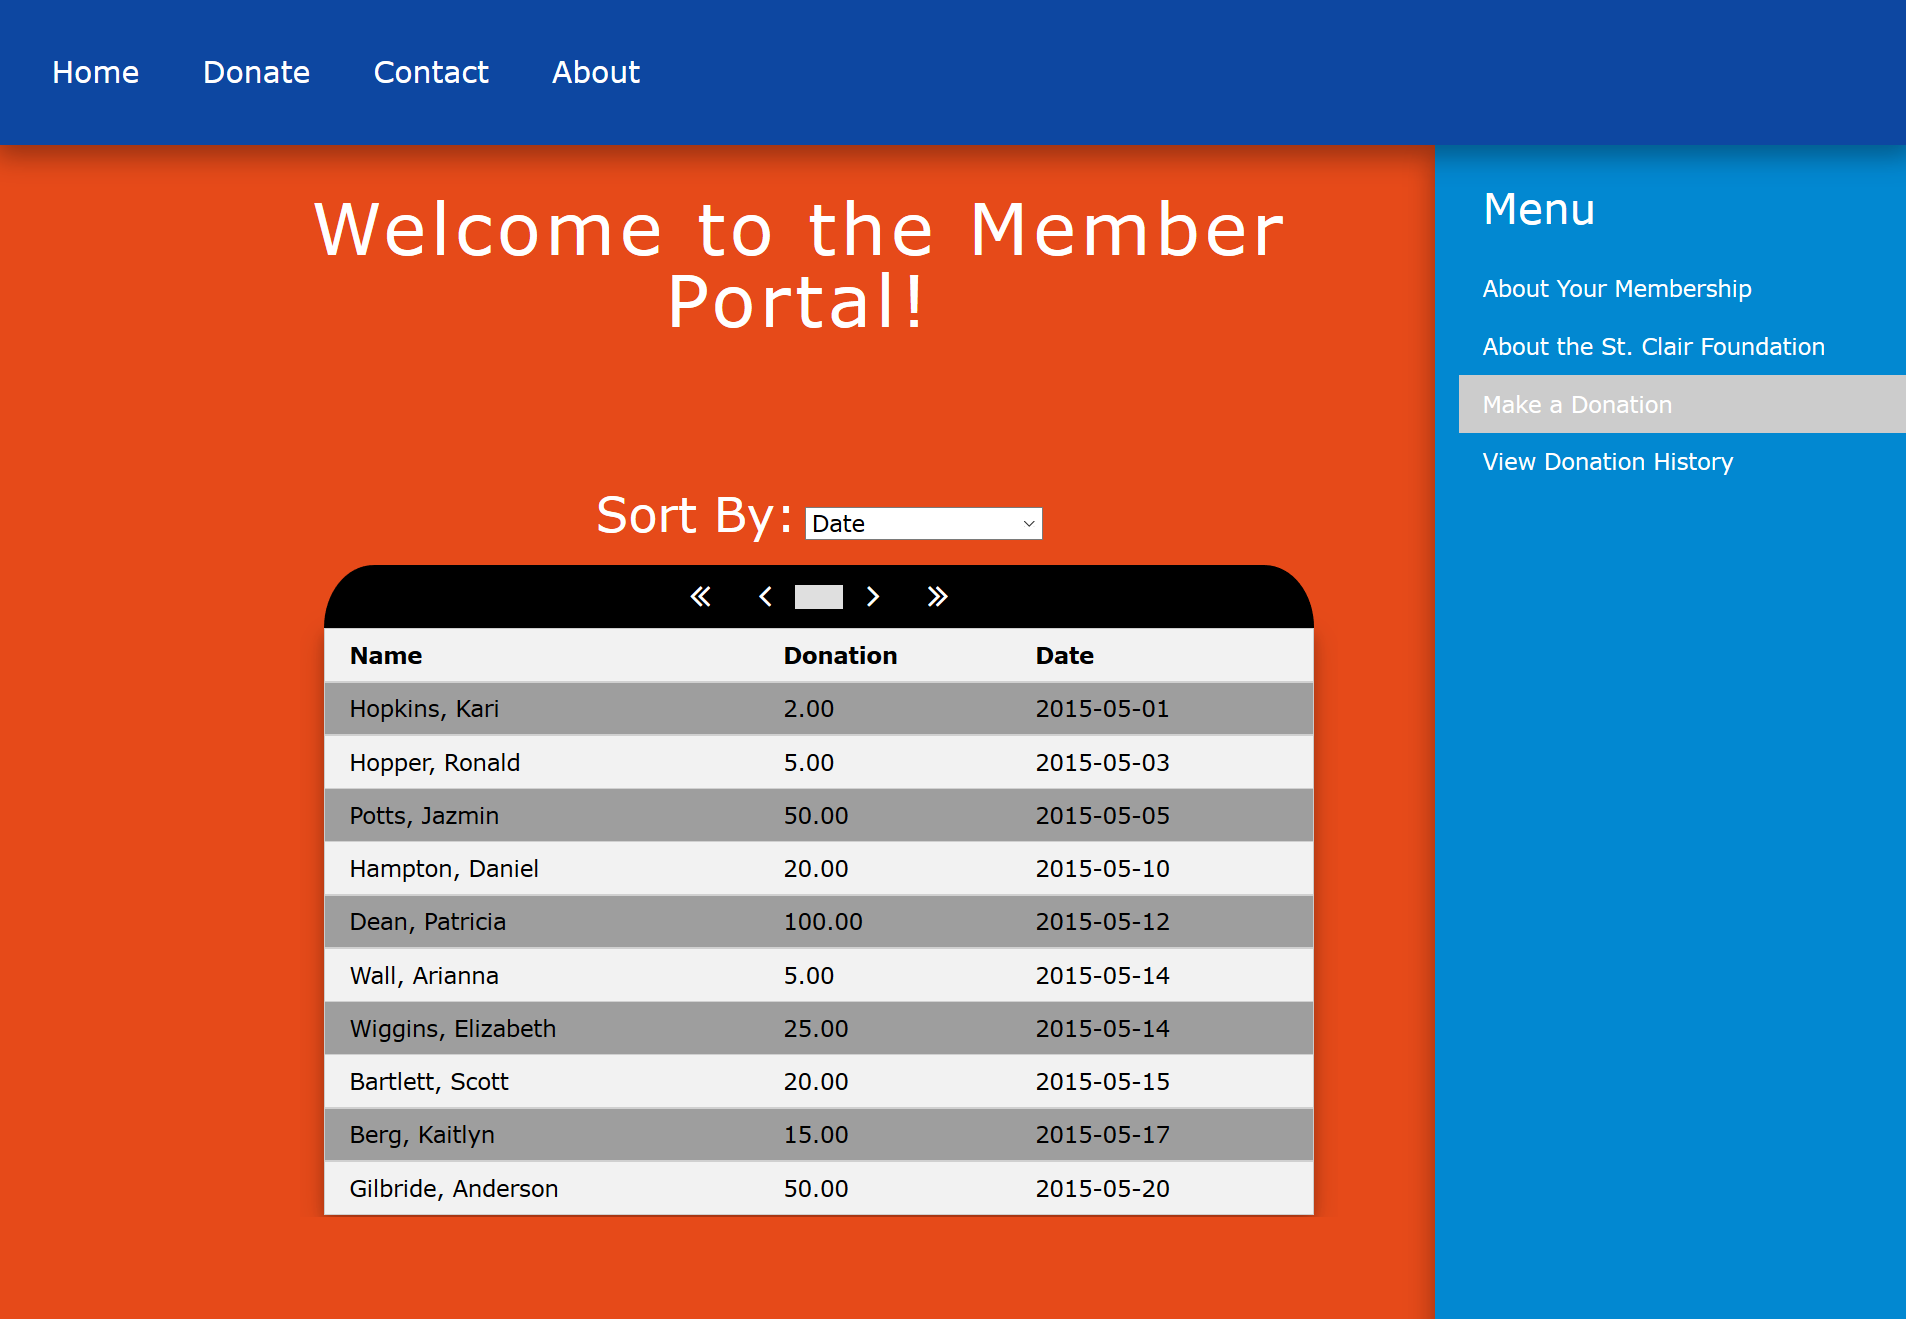 Home Donate Contact About
Welcome to the Member
Portal!
Menu
About Your Membership
About the St. Clair Foundation
Make a Donation
View Donation History
Sort By: Date
Name Donation Date
Hopkins, Kari 2.00 2015-05-01
Hopper, Ronald 5.00 2015-05-03
Potts, Jazmin 50.00 2015-05-05
Hampton, Daniel 20.00 2015-05-10
Dean, Patricia 100.00 2015-05-12
Wall, Arianna 5.00 2015-05-14
Wiggins, Elizabeth 25.00 2015-05-14
Bartlett, Scott 20.00 2015-05-15
Berg, Kaitlyn 15.00 2015-05-17
Gilbride, Anderson 50.00 2015-05-20